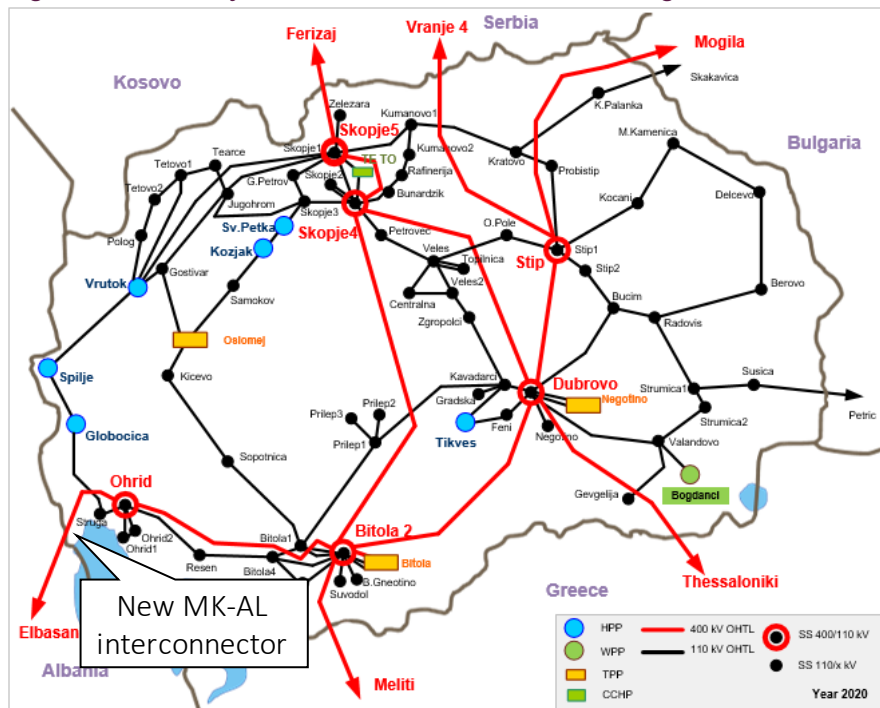 Serbia
Ferizaj
Vranje 4
Mogila
Kosovo
Skakavica
Zelezara
K.Palanka
Kumanovo1
Skopje5
M.Kamenica
Skopje1
Bulgaria
Tearce
TE TO
Kumanovo2
Kratovo
Tetovo1
G.Petrov
Skopje2
Rafinerija
Probistip
Tetovo2
Bunardzik
Kocani
Delcevo
Jugohrom
Skopje3
Sv.Petka
Skopje4
O.Pole
Polog
Kozjak
Petrovec
Gostivar
Veles
Stip
Stip1
Topilnica
Stip2
Vrutok
Samokov
Veles2
Centralna
Berovo
Bucim
Zgropolci
Radovis
Oslomej
Spilje
Kicevo
Kavadarci
Dubrovo
Susica
Strumica1
Prilep2
Gradska
Negotino
Prilep3
Petric
Globocica
Strumica2
Prilep1
Tikves
Feni
Negotino
Valandovo
Sopotnica
Ohrid
Gevgelija
Bogdanci
Struga
Bitola 2
Ohrid2
Bitola1
Ohrid1
Resen
Bitola4
Bitola
B.Gneotino
Suvodol
Thessaloniki
Greece
New MK-AL
interconnector
Elbasan
Albania
Meliti
HPP
400 kV OHTL
SS 400/110 kV
WPP
110 kV OHTL
TPP
SS 110/x kV
CCHP
Year 2020